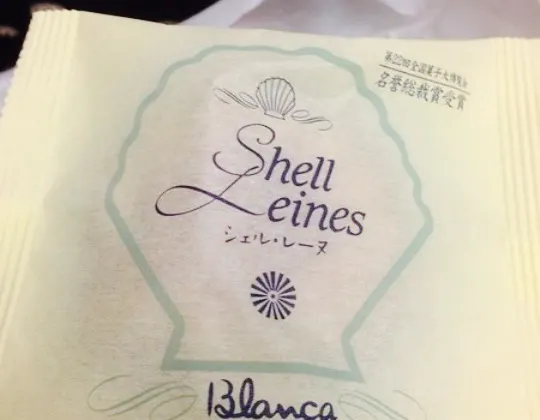 第22回全国菓子大博覧会
名誉総裁賞受賞
Shell
Leines
シェル・レーヌ
Blanca